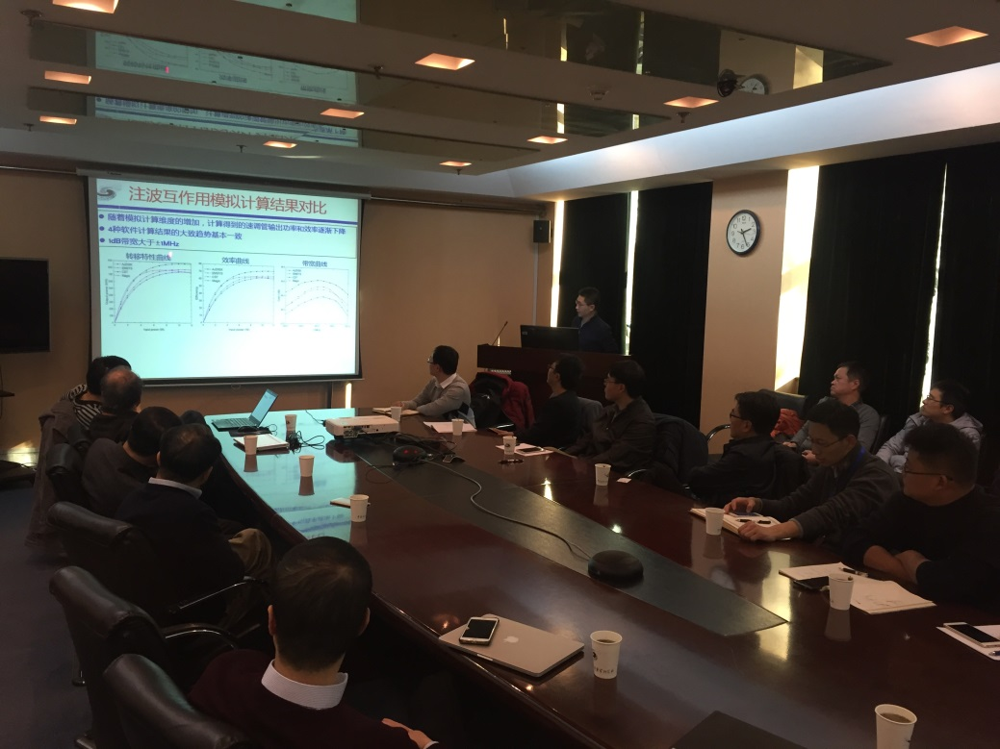 注波互作用模拟计算结果对比
随着模拟计算维度的增加，计算得到的速调管输出功率和效率逐渐下降
4种软件计算结果的大致趋势基本一致
1dB带宽大于±1MHz
转移特性曲线
效率曲线
带宽曲线